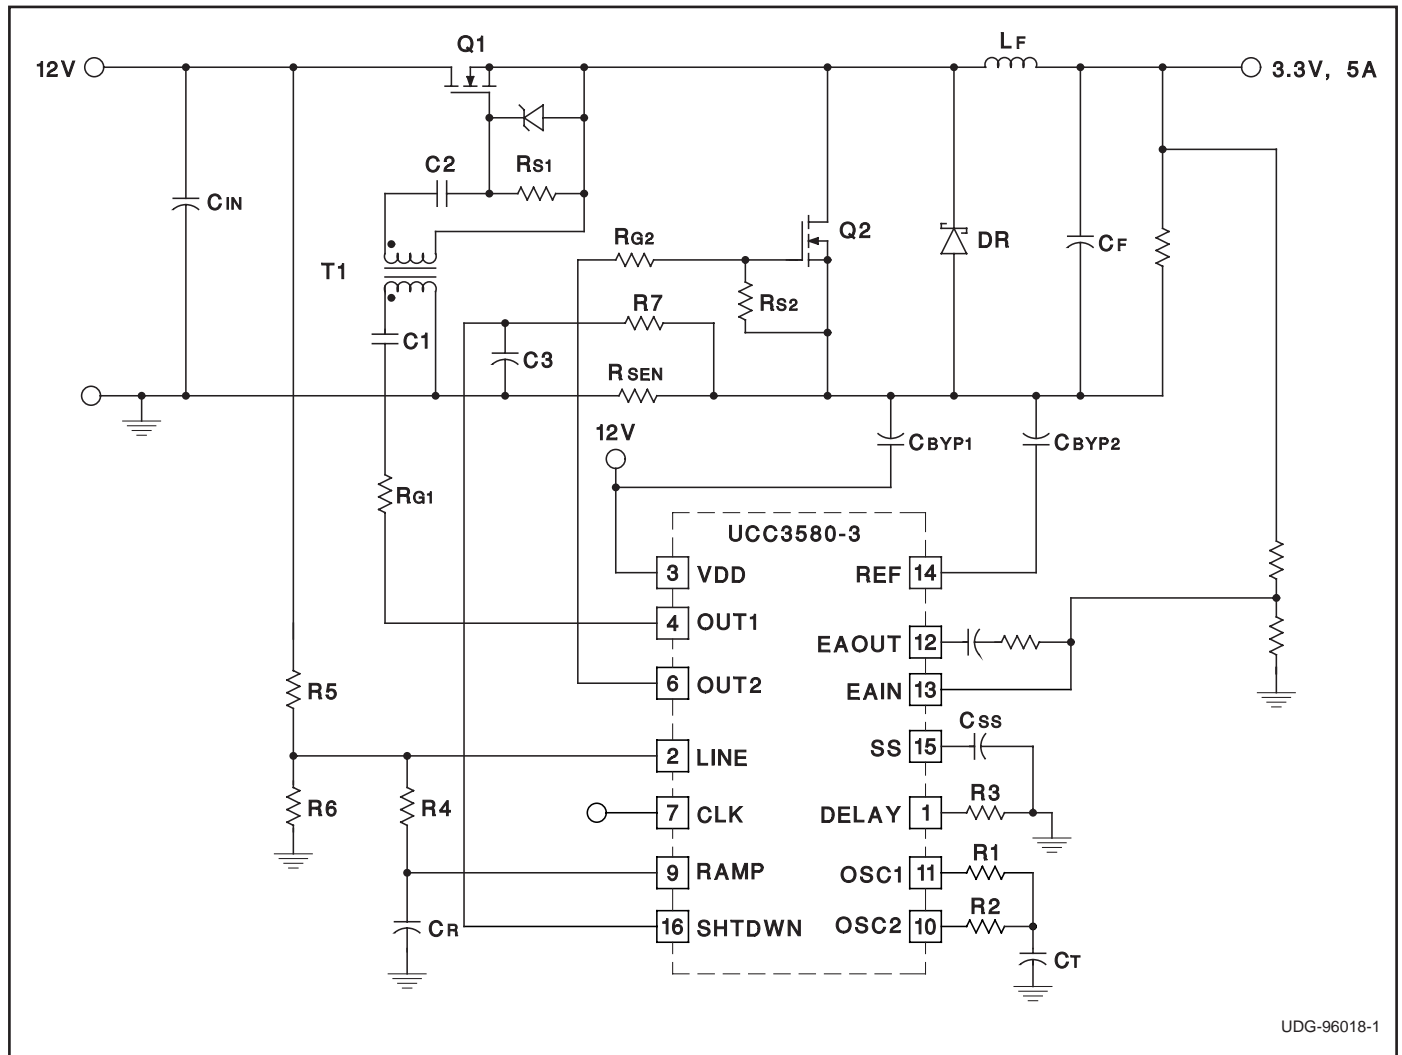 Q1
LF
12V
3.3V, 5A
C2
RS1
CIN
RG2
Q2
DR
CF
T1
R7
RS2
C1
C3
RSEN
12V
CBYP1
CBYP2
RG1
UCC3580-3
3 VDD
REF 14
4 OUT1
EAOUT 12
6 OUT2
EAIN 13
R5
CSS
2 LINE
SS 15
R6
R4
R3
7 CLK
DELAY 1
R1
9 RAMP
OSC1 11
R2
CR
16 SHTDWN
OSC2 10
CT
UDG-96018-1